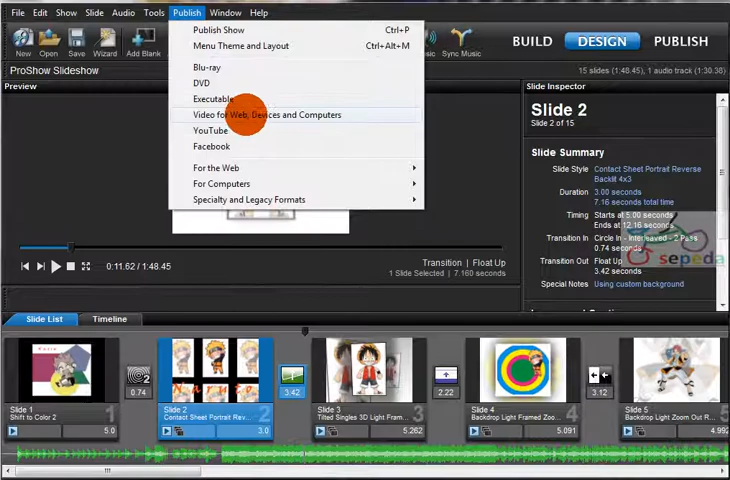 File Edit Show Slide Audio Tools Publish Window Help
New Open Save Wizard Add Blank Sync Music
BUILD DESIGN PUBLISH
Publish Show Ctrl+P
Menu Theme and Layout Ctrl+Alt+M
Blu-ray
DVD
Executable
Video for Web, Devices and Computers
YouTube
Facebook
For the Web
For Computers
Specialty and Legacy Formats
ProShow Slideshow
15 slides (1:48.45), 1 audio track (1:30.38)
Preview
Slide Inspector
Slide 2
Slide 2 of 15
Slide Summary
Slide Style Contact Sheet Portrait Reverse
Backlit 4x3
Duration 3.00 seconds
7.16 seconds total time
Timing Starts at 5.00 seconds
Ends at 12.16 seconds
Transition In Circle In - Interlaced - 2 Pass
0.74 seconds
Transition Out Float Up
3.42 seconds
Special Notes Using custom background
sepeda
0:11.62 / 1:48.45
Transition | Float Up
1 Slide Selected | 7.160 seconds
Slide List Timeline
0.74 3.42 2.22 3.12
Naruto
Slide 1
Shift to Color 2
1
5.0
Slide 2
Contact Sheet Portrait Rev...
2
3.0
Slide 3
Tilted Singles 3D Light Fram...
3
5.262
Slide 4
Backdrop Light Framed Zoo...
4
5.091
Slide 5
Backdrop Light Zoom Out R...
5
4.992